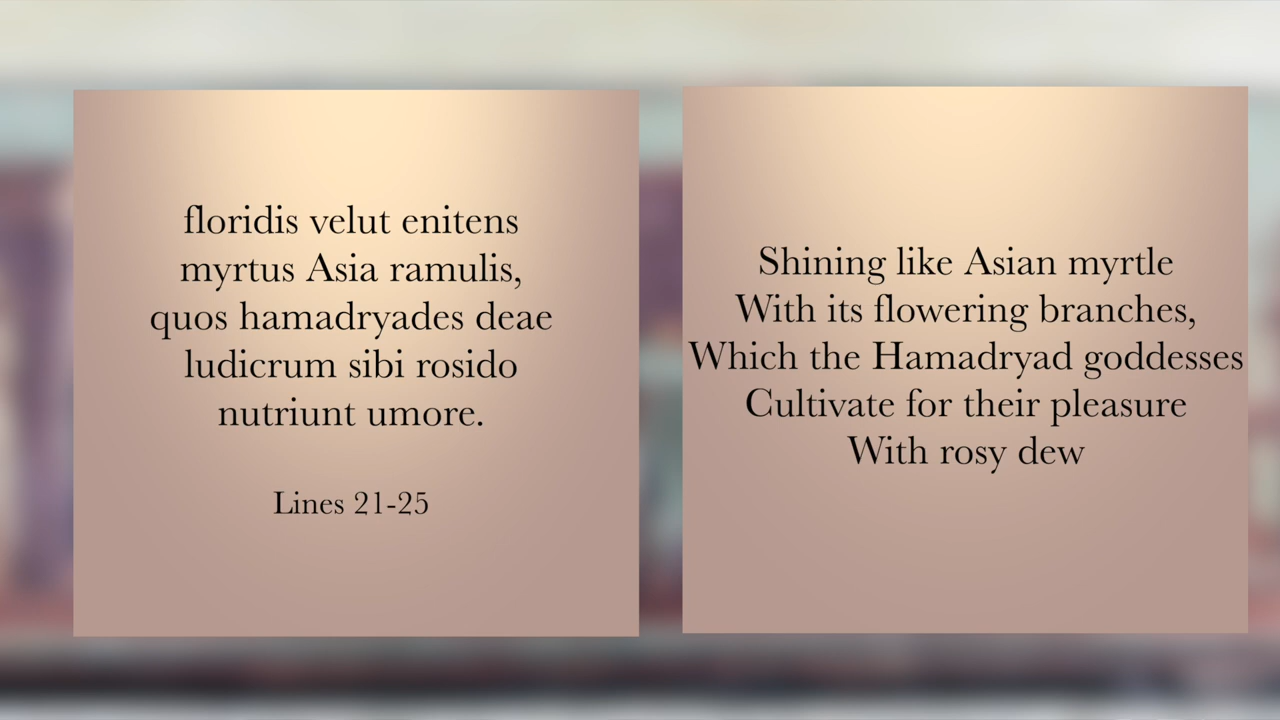 floridis velut enitens
myrtus Asia ramulis,
quos hamadryades deae
ludicrum sibi rosido
nutriunt umore.
Lines 21-25
Shining like Asian myrtle
With its flowering branches,
Which the Hamadryad goddesses
Cultivate for their pleasure
With rosy dew